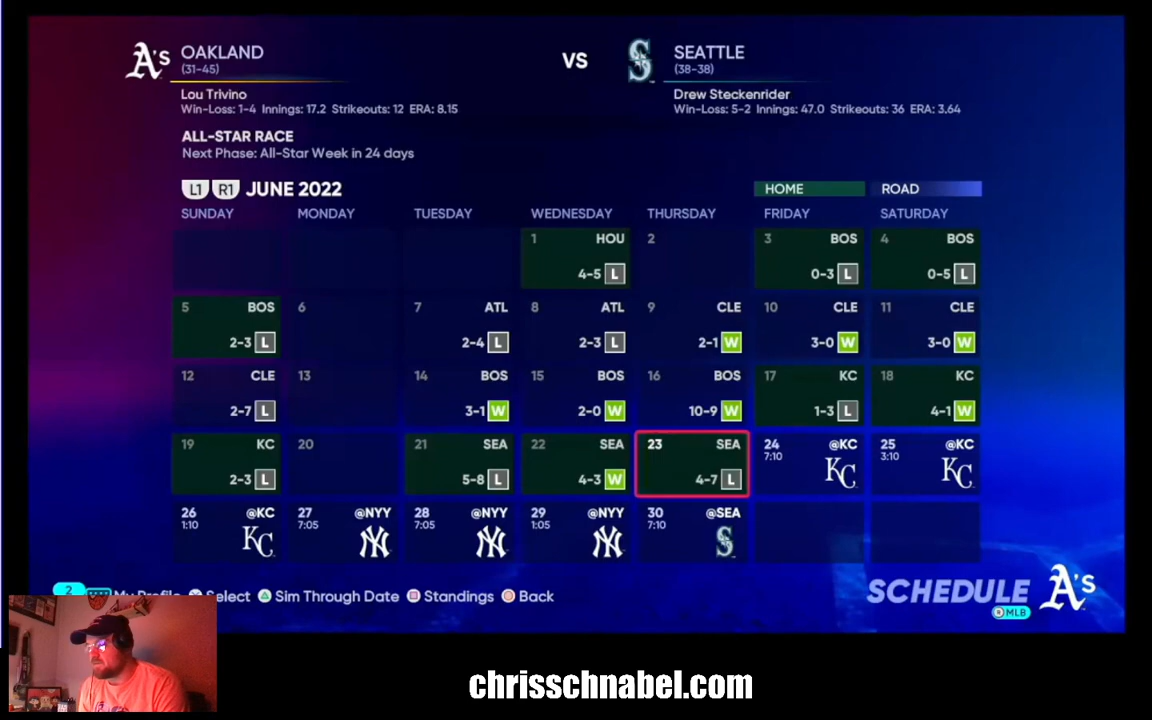 A's OAKLAND
(31-45)
VS
S SEATTLE
(38-38)
Lou Trivino
Win-Loss: 1-4 Innings: 17.2 Strikeouts: 12 ERA: 8.15
Drew Steckenrider
Win-Loss: 5-2 Innings: 47.0 Strikeouts: 36 ERA: 3.64
ALL-STAR RACE
Next Phase: All-Star Week in 24 days
L1 R1 JUNE 2022
HOME ROAD
SUNDAY MONDAY TUESDAY WEDNESDAY THURSDAY FRIDAY SATURDAY
1 HOU 2 3 BOS 4 BOS
4-5 L 0-3 L 0-5 L
5 BOS 6 7 ATL 8 ATL 9 CLE 10 CLE 11 CLE
2-3 L 2-4 L 2-3 L 2-1 W 3-0 W 3-0 W
12 CLE 13 14 BOS 15 BOS 16 BOS 17 KC 18 KC
2-7 L 3-1 W 2-0 W 10-9 W 1-3 L 4-1 W
19 KC 20 21 SEA 22 SEA 23 SEA 24 @KC 25 @KC
7:10 KC 3:10 KC
2-3 L 5-8 L 4-3 W 4-7 L
26 @KC 27 @NYY 28 @NYY 29 @NYY 30 @SEA
1:10 KC 7:05 NY 7:05 NY 1:05 NY 7:10 S
2 My Profile Select Sim Through Date Standings Back
SCHEDULE A's
R MLB
chrisschnabel.com